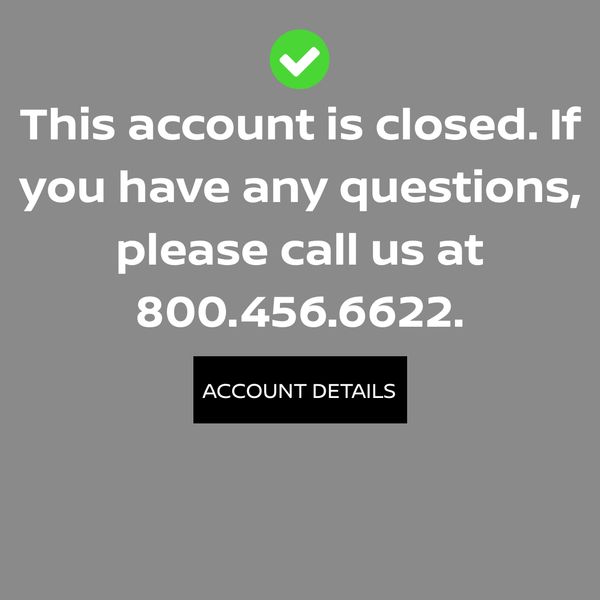 This account is closed. If
you have any questions,
please call us at
800.456.6622.
ACCOUNT DETAILS